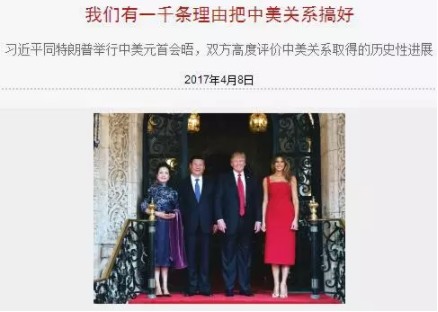 我们有一千条理由把中美关系搞好
习近平同特朗普举行中美元首会晤，双方高度评价中美关系取得的历史性进展
2017年4月8日